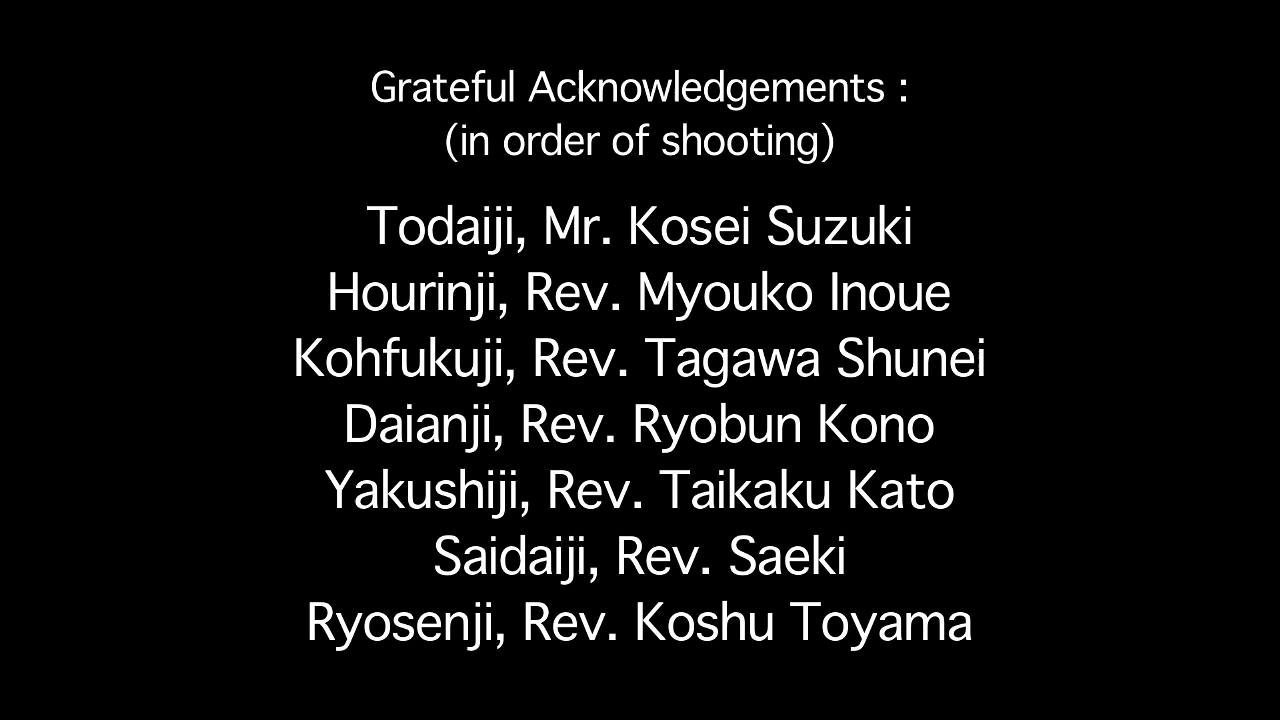 Grateful Acknowledgements :
(in order of shooting)
Todaiji, Mr. Kosei Suzuki
Hourinji, Rev. Myouko Inoue
Kohfukuji, Rev. Tagawa Shunei
Daianji, Rev. Ryobun Kono
Yakushiji, Rev. Taikaku Kato
Saidaiji, Rev. Saeki
Ryosenji, Rev. Koshu Toyama